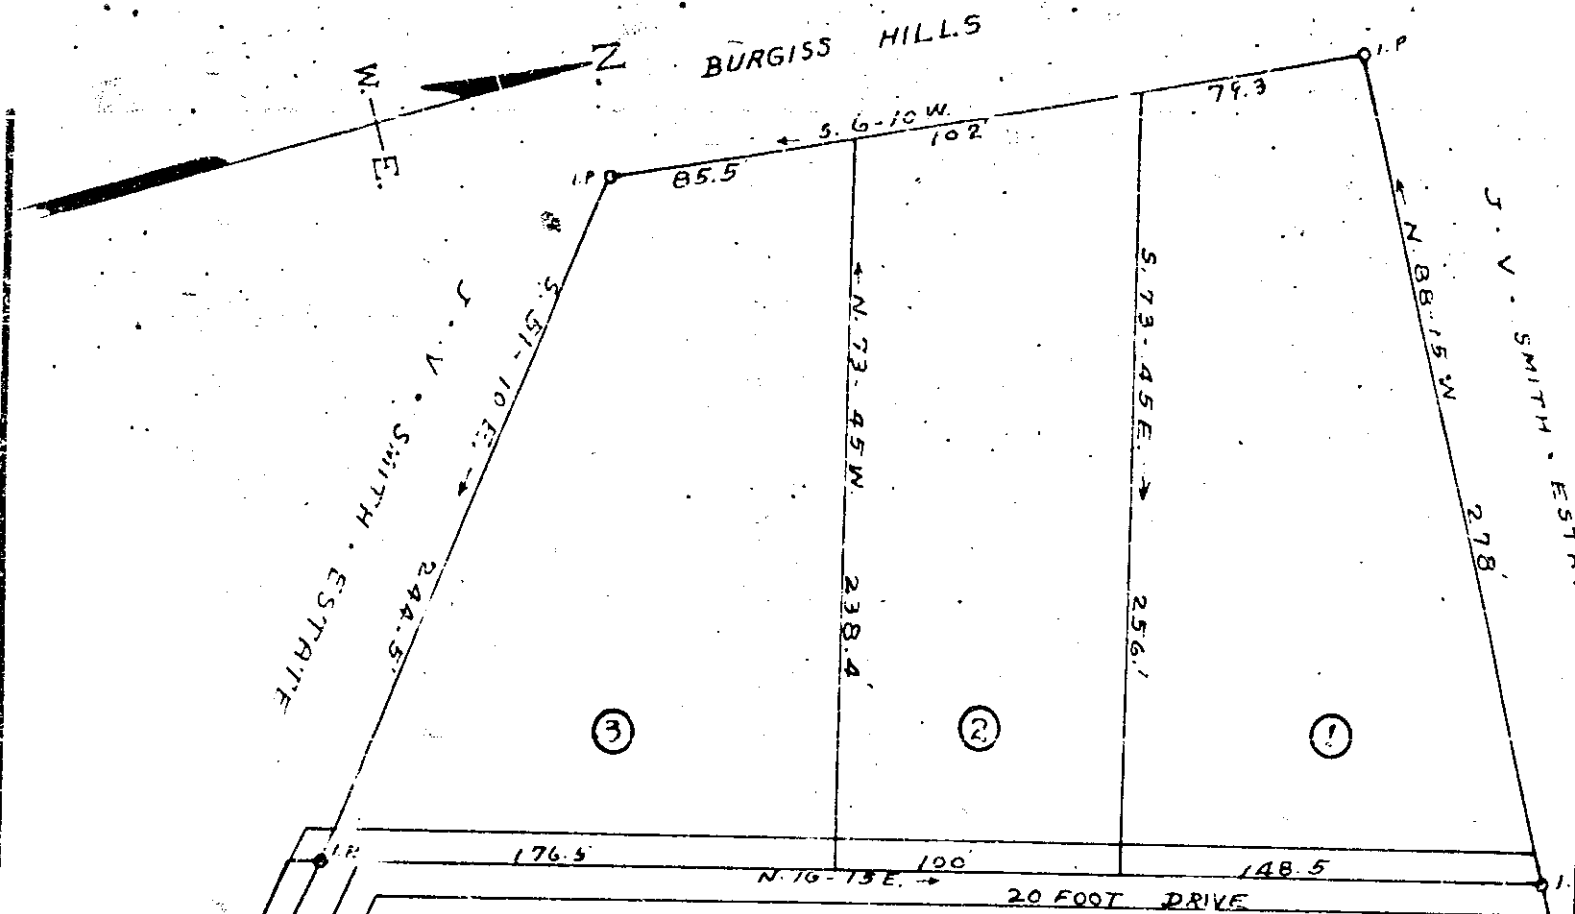 BURGISS HILLS
N
W.
E.
I.P
79.3
S. 6-10 W.
102
85.5
I.P
J. V. SMITH. ESTATE
S. 51-10 E.
244.5'
N. 73-45 W.
238.4'
S. 73-45 E.
256.1
N. 88-15 W
278'
J. V. SMITH. ESTA
3
2
1
I.P.
176.5
100
148.5
I.
N. 16-15 E.
20 FOOT DRIVE